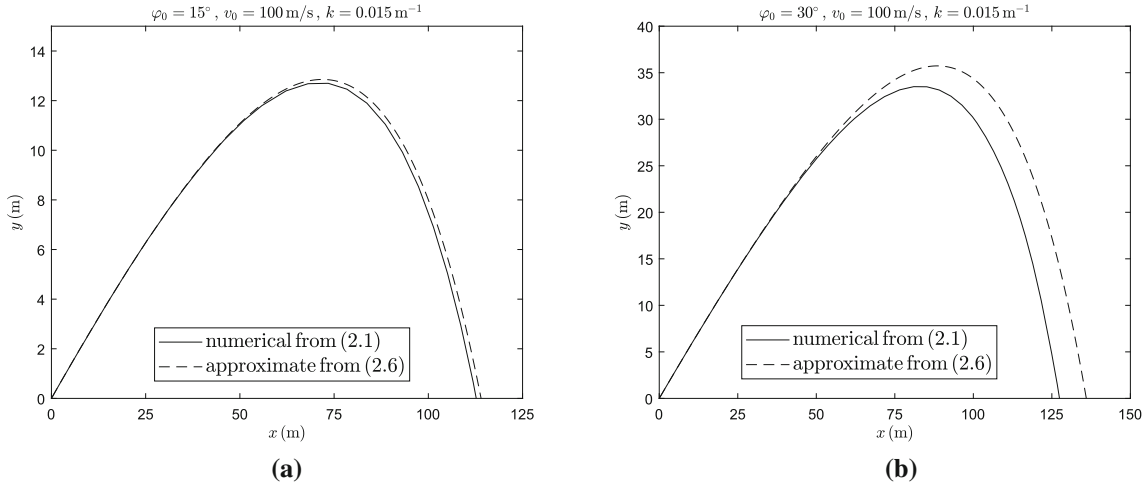 φ₀ = 15°, v₀ = 100 m/s, k = 0.015 m⁻¹
14
12
10
8
6
4
2
0
y (m)
numerical from (2.1)
approximate from (2.6)
0 25 50 75 100 125
x (m)
(a)
φ₀ = 30°, v₀ = 100 m/s, k = 0.015 m⁻¹
40
35
30
25
20
15
10
5
0
y (m)
numerical from (2.1)
approximate from (2.6)
0 25 50 75 100 125 150
x (m)
(b)